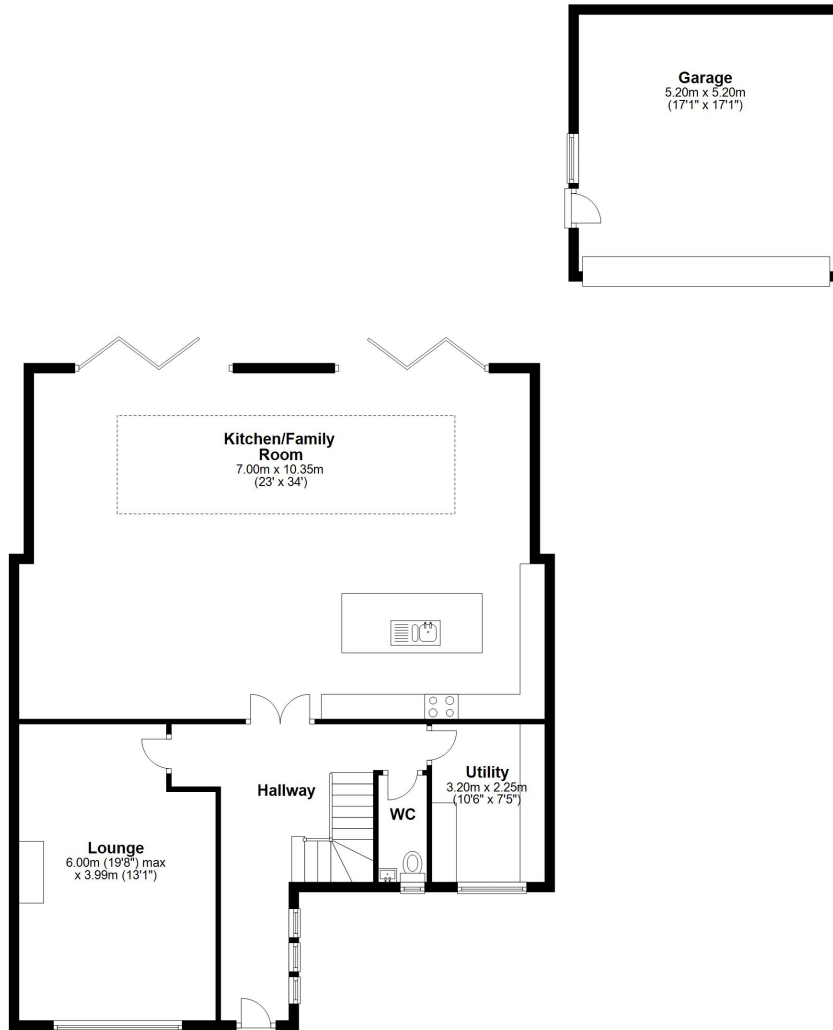 Garage
5.20m x 5.20m
(17'1" x 17'1")
Kitchen/Family
Room
7.00m x 10.35m
(23' x 34')
Hallway
Utility
3.20m x 2.25m
(10'6" x 7'5")
WC
Lounge
6.00m (19'8") max
x 3.99m (13'1")